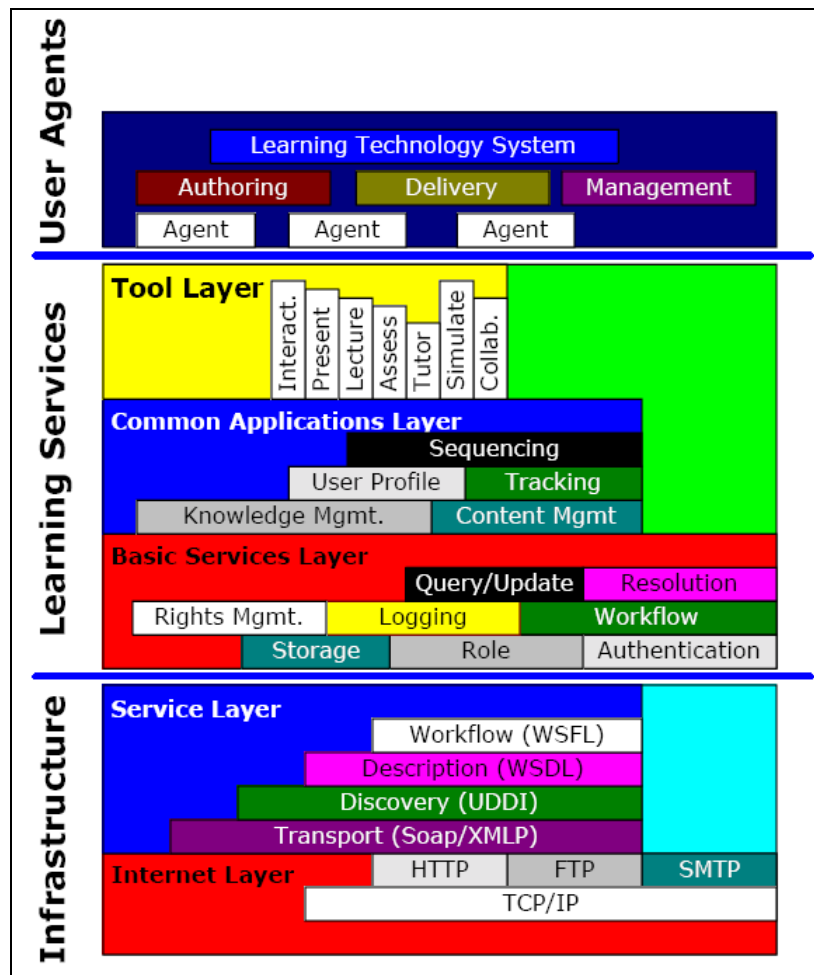 User Agents
Learning Technology System
Authoring Delivery Management
Agent Agent Agent
Learning Services
Tool Layer
Interact.
Present
Lecture
Assess
Tutor
Simulate
Collab.
Common Applications Layer
Sequencing
User Profile Tracking
Knowledge Mgmt. Content Mgmt
Basic Services Layer
Query/Update Resolution
Rights Mgmt. Logging Workflow
Storage Role Authentication
Infrastructure
Service Layer
Workflow (WSFL)
Description (WSDL)
Discovery (UDDI)
Transport (Soap/XMLP)
Internet Layer HTTP FTP SMTP
TCP/IP